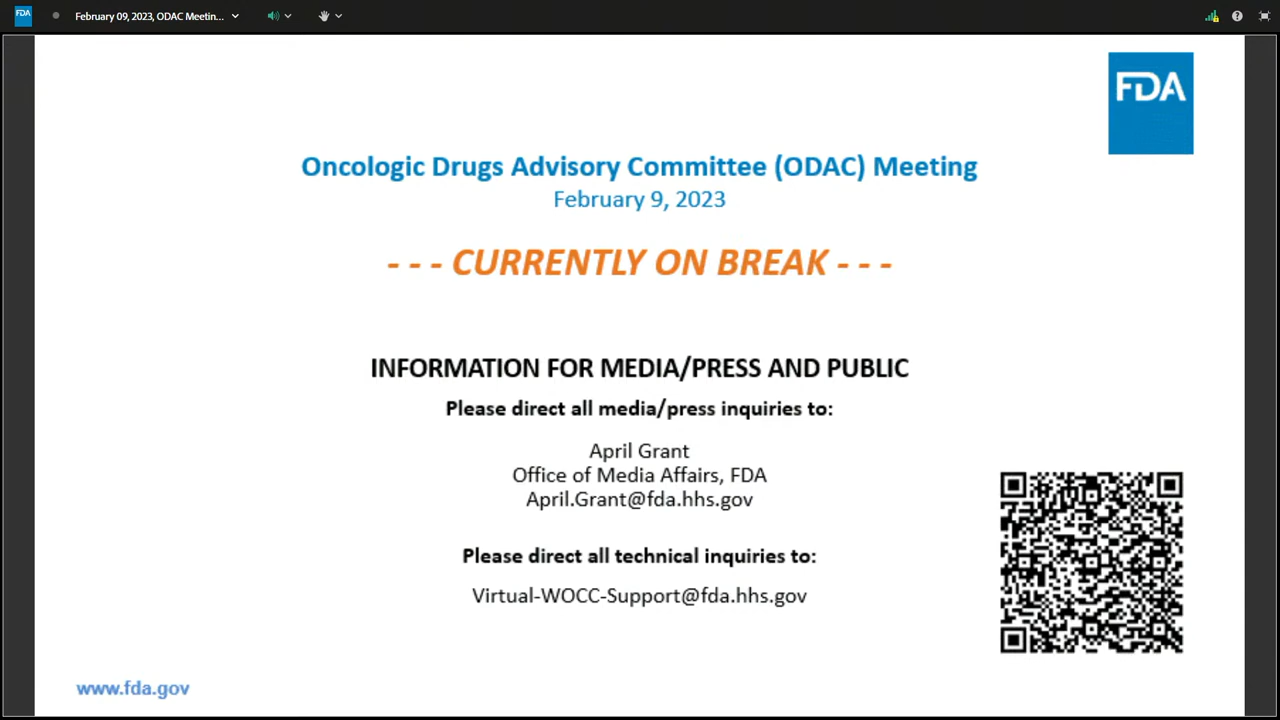 FDA
February 09, 2023, ODAC Meetin...
FDA
Oncologic Drugs Advisory Committee (ODAC) Meeting
February 9, 2023
- - - CURRENTLY ON BREAK - - -
INFORMATION FOR MEDIA/PRESS AND PUBLIC
Please direct all media/press inquiries to:
April Grant
Office of Media Affairs, FDA
April.Grant@fda.hhs.gov
Please direct all technical inquiries to:
Virtual-WOCC-Support@fda.hhs.gov
www.fda.gov